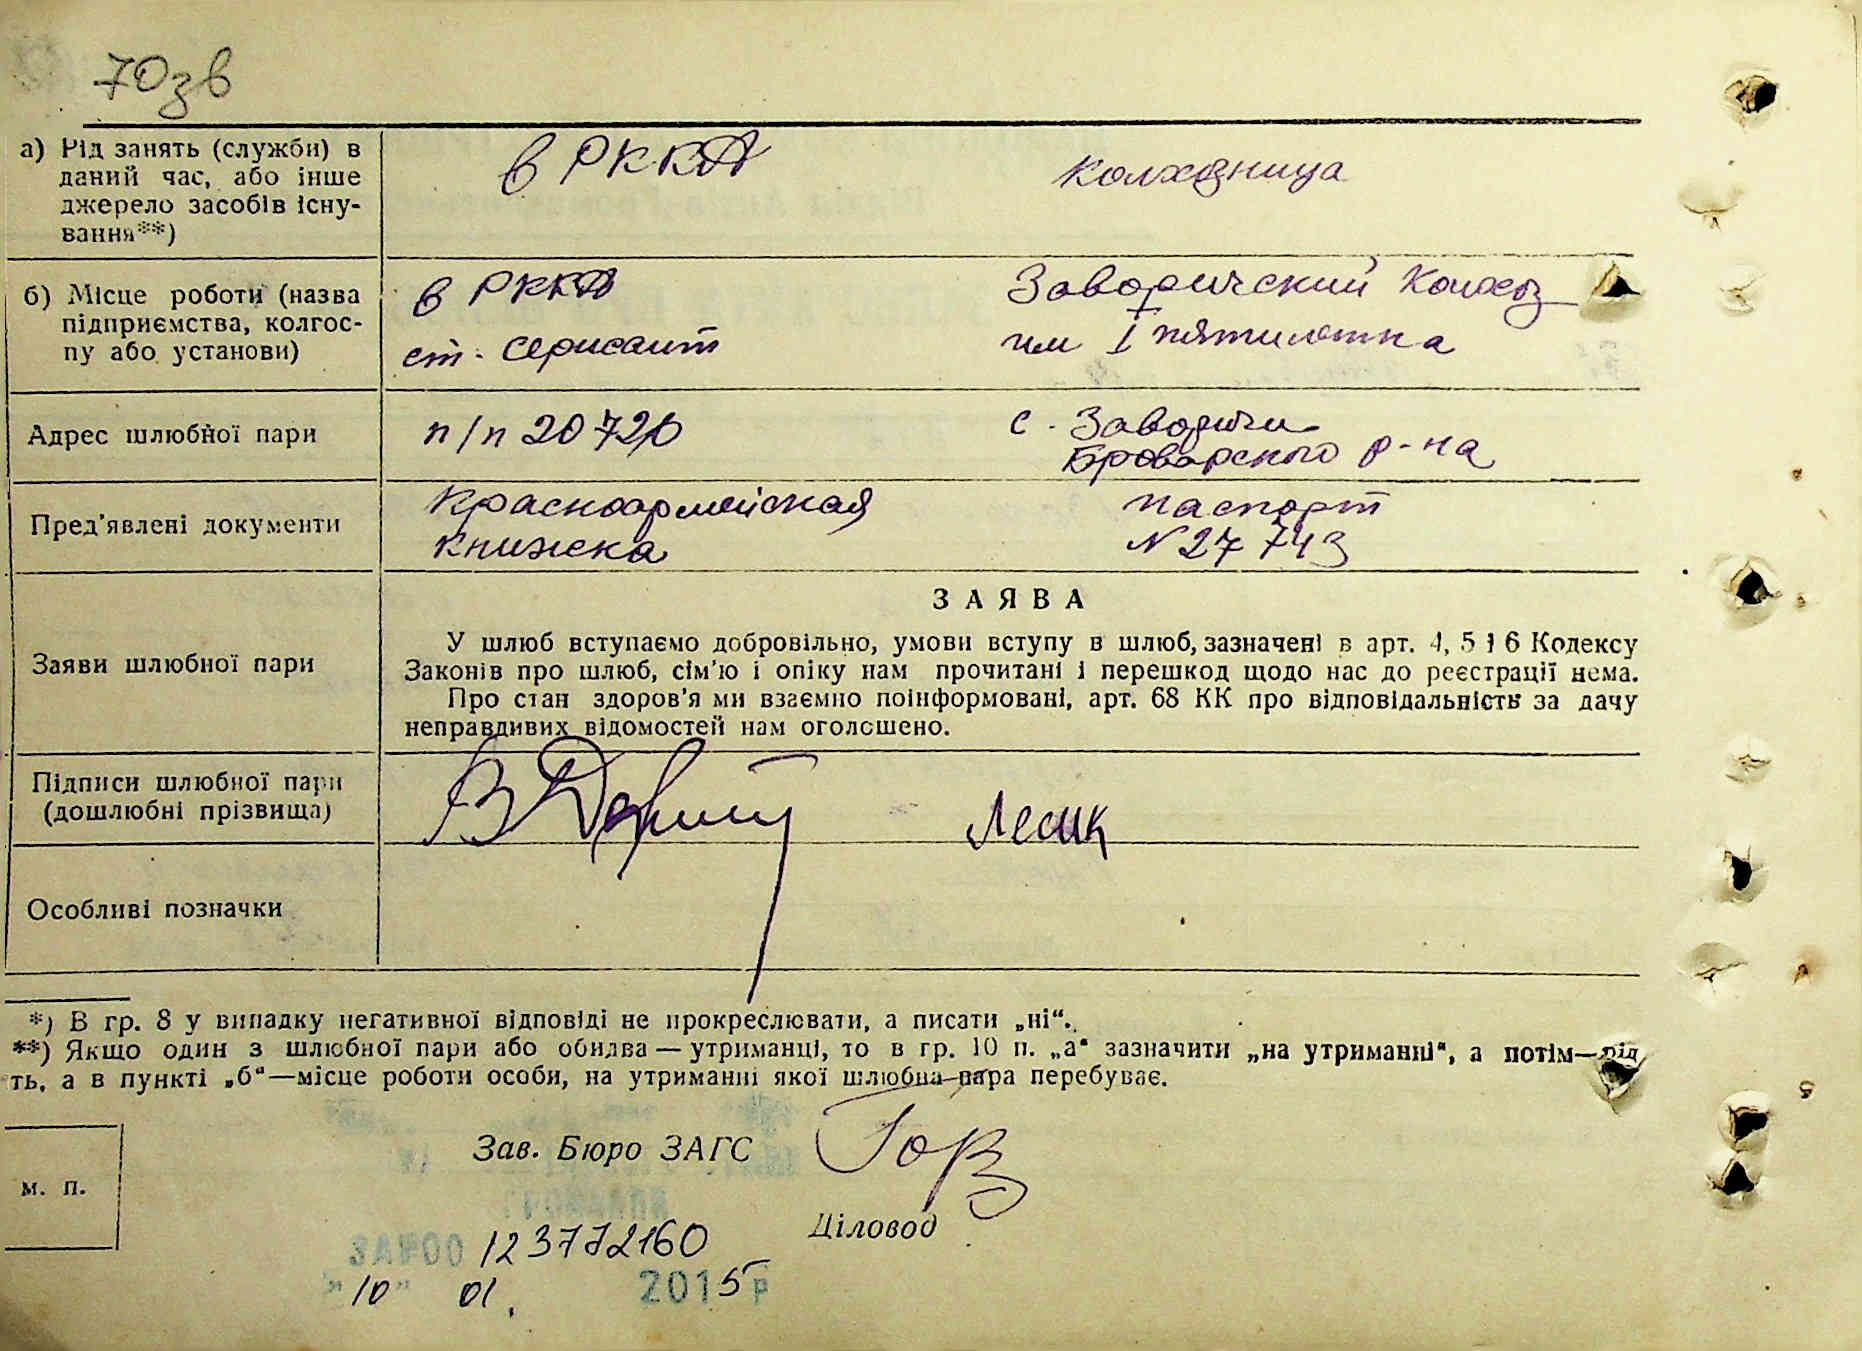 70зв
а) Рід занять (служби) в
даний час, або інше
джерело засобів існу-
вання**)
в РККА
Колхозница
б) Місце роботи (назва
підприємства, колгос-
пу або установи)
в РККА
ст. сержант
Заворический Колхоз
им I пятилетка
Адрес шлюбної пари
п/п 20720
с. Заворичи
Броварского р-на
Пред'явлені документи
Красноармейская
книжка
паспорт
N 27743
Заяви шлюбної пари
ЗАЯВА
У шлюб вступаємо добровільно, умови вступу в шлюб, зазначені в арт. 4, 5 і 6 Кодексу
Законів про шлюб, сім'ю і опіку нам прочитані і перешкод щодо нас до реєстрації нема.
Про стан здоров'я ми взаємно поінформовані, арт. 68 КК про відповідальність за дачу
неправдивих відомостей нам оголошено.
Підписи шлюбної пари
(дошлюбні прізвища)
Лесик
Особливі позначки
*) В гр. 8 у випадку негативної відповіді не прокреслювати, а писати „ні“.
**) Якщо один з шлюбної пари або обидва — утриманці, то в гр. 10 п. „а“ зазначити „на утриманні“, а потім—рід
ть, а в пункті „б“—місце роботи особи, на утриманні якої шлюбна пара перебуває.
Зав. Бюро ЗАГС
м. п.
Діловод
123772160
"10" 01. 2015 р